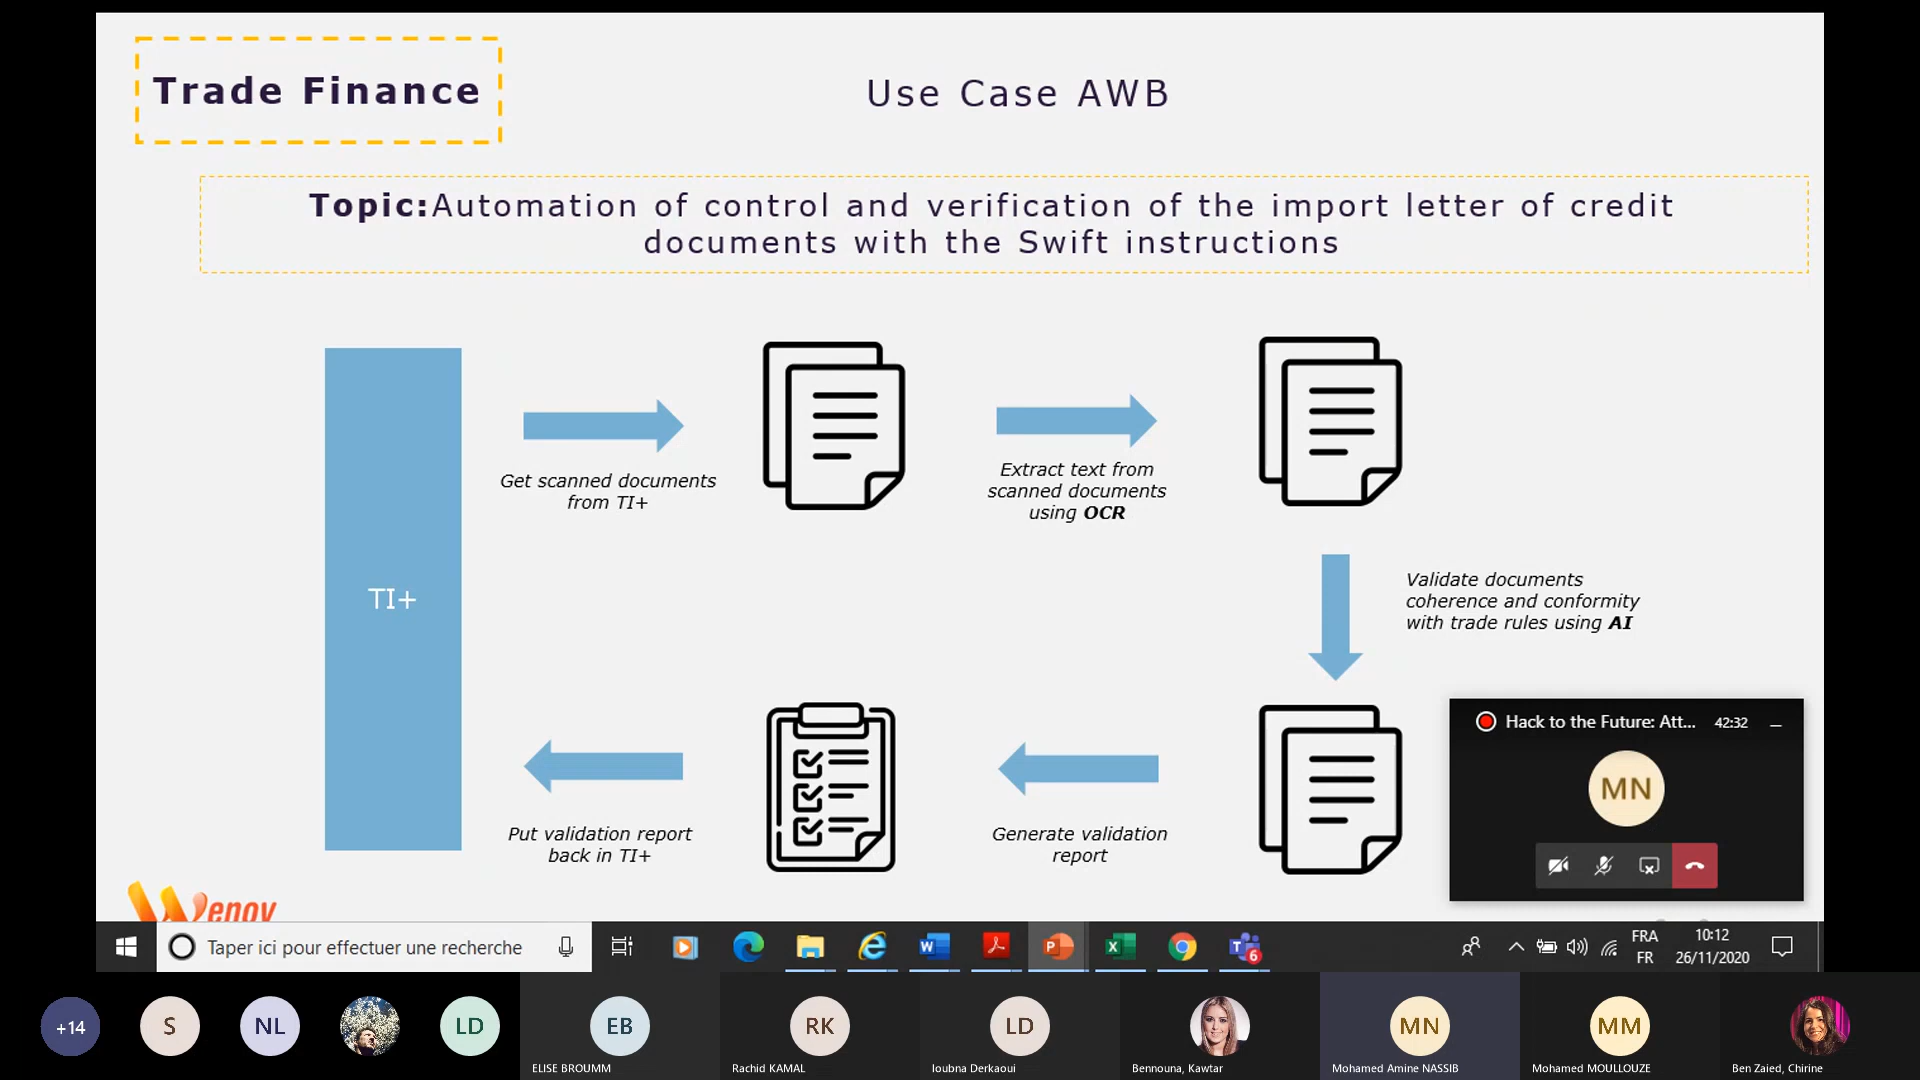 Trade Finance
Use Case AWB
Topic:Automation of control and verification of the import letter of credit
documents with the Swift instructions
TI+
Get scanned documents
from TI+
Extract text from
scanned documents
using OCR
Validate documents
coherence and conformity
with trade rules using AI
Generate validation
report
Put validation report
back in TI+
Wenov
Hack to the Future: Att... 42:32
MN
Taper ici pour effectuer une recherche
6
FRA
FR
10:12
26/11/2020
+14
S
NL
LD
EB
RK
LD
MN
MM
ELISE BROUMM
Rachid KAMAL
loubna Derkaoui
Bennouna, Kawtar
Mohamed Amine NASSIB
Mohamed MOULLOUZE
Ben Zaied, Chirine